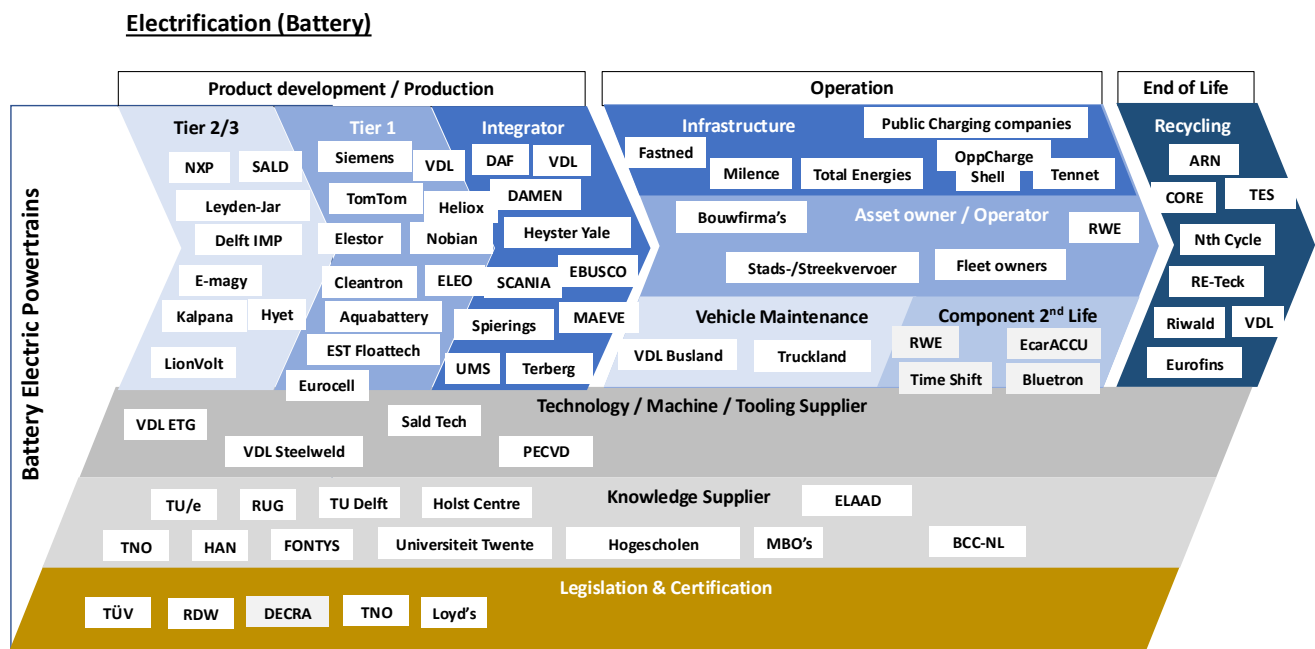 Electrification (Battery)
Product development / Production
Operation
End of Life
Battery Electric Powertrains
Tier 2/3
NXP
SALD
Leyden-Jar
Delft IMP
E-magy
Kalpana
Hyet
LionVolt
Tier 1
Siemens
VDL
TomTom
Heliox
Elestor
Nobian
Cleantron
ELEO
Aquabattery
EST Floattech
Eurocell
Integrator
DAF
VDL
DAMEN
Heyster Yale
EBUSCO
SCANIA
MAEVE
Spierings
UMS
Terberg
Infrastructure
Public Charging companies
Fastned
Milence
Total Energies
OppCharge
Shell
Tennet
Asset owner / Operator
Bouwfirma's
RWE
Stads-/Streekvervoer
Fleet owners
Vehicle Maintenance
VDL Busland
Truckland
Component 2nd Life
RWE
EcarACCU
Time Shift
Bluetron
Recycling
ARN
CORE
TES
Nth Cycle
RE-Teck
Riwald
VDL
Eurofins
Technology / Machine / Tooling Supplier
VDL ETG
Sald Tech
VDL Steelweld
PECVD
Knowledge Supplier
TU/e
RUG
TU Delft
Holst Centre
ELAAD
TNO
HAN
FONTYS
Universiteit Twente
Hogescholen
MBO's
BCC-NL
Legislation & Certification
TÜV
RDW
DECRA
TNO
Loyd's